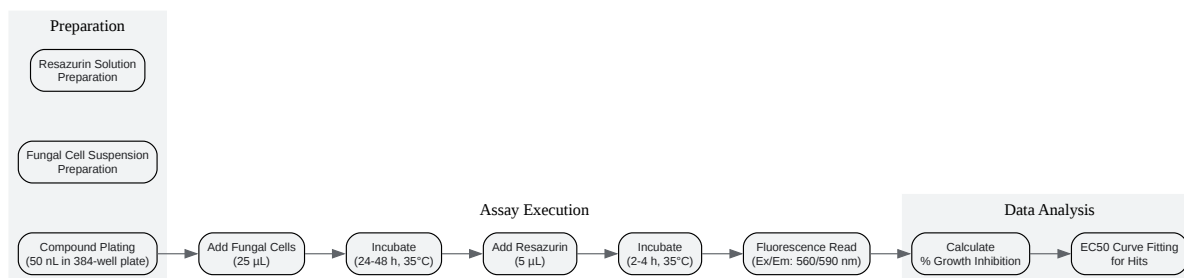 Preparation
Resazurin Solution
Preparation
Fungal Cell Suspension
Preparation
Compound Plating
(50 nL in 384-well plate)
Assay Execution
Add Fungal Cells
(25 µL)
Incubate
(24-48 h, 35°C)
Add Resazurin
(5 µL)
Incubate
(2-4 h, 35°C)
Fluorescence Read
(Ex/Em: 560/590 nm)
Data Analysis
Calculate
% Growth Inhibition
EC50 Curve Fitting
for Hits